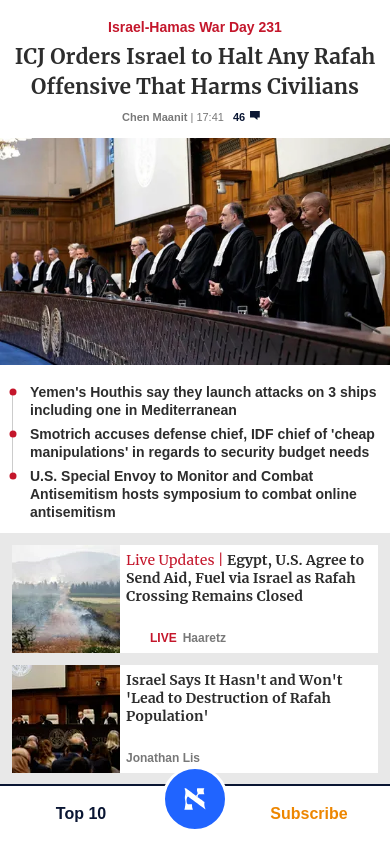 Israel-Hamas War Day 231
ICJ Orders Israel to Halt Any Rafah
Offensive That Harms Civilians
Chen Maanit | 17:41 46
Yemen's Houthis say they launch attacks on 3 ships
including one in Mediterranean
Smotrich accuses defense chief, IDF chief of 'cheap
manipulations' in regards to security budget needs
U.S. Special Envoy to Monitor and Combat
Antisemitism hosts symposium to combat online
antisemitism
Live Updates | Egypt, U.S. Agree to
Send Aid, Fuel via Israel as Rafah
Crossing Remains Closed
LIVE Haaretz
Israel Says It Hasn't and Won't
'Lead to Destruction of Rafah
Population'
Jonathan Lis
Top 10
א
Subscribe